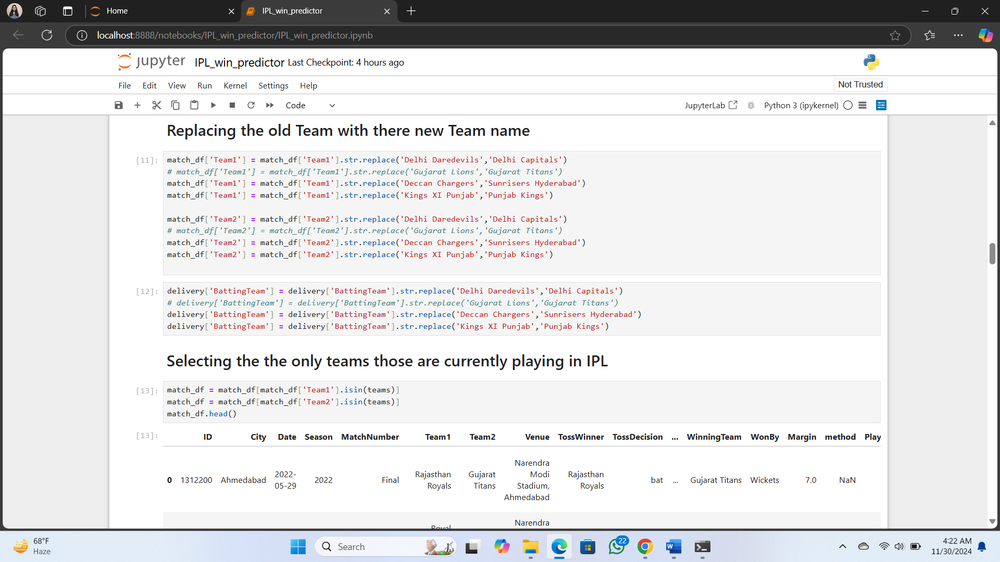 Home
IPL_win_predictor
localhost:8888/notebooks/IPL_win_predictor/IPL_win_predictor.ipynb
jupyter IPL_win_predictor Last Checkpoint: 4 hours ago
File Edit View Run Kernel Settings Help
Not Trusted
Code
JupyterLab
Python 3 (ipykernel)
Replacing the old Team with there new Team name
[11]:
match_df['Team1'] = match_df['Team1'].str.replace('Delhi Daredevils','Delhi Capitals')
# match_df['Team1'] = match_df['Team1'].str.replace('Gujarat Lions','Gujarat Titans')
match_df['Team1'] = match_df['Team1'].str.replace('Deccan Chargers','Sunrisers Hyderabad')
match_df['Team1'] = match_df['Team1'].str.replace('Kings XI Punjab','Punjab Kings')
match_df['Team2'] = match_df['Team2'].str.replace('Delhi Daredevils','Delhi Capitals')
# match_df['Team2'] = match_df['Team2'].str.replace('Gujarat Lions','Gujarat Titans')
match_df['Team2'] = match_df['Team2'].str.replace('Deccan Chargers','Sunrisers Hyderabad')
match_df['Team2'] = match_df['Team2'].str.replace('Kings XI Punjab','Punjab Kings')
[12]:
delivery['BattingTeam'] = delivery['BattingTeam'].str.replace('Delhi Daredevils','Delhi Capitals')
# delivery['BattingTeam'] = delivery['BattingTeam'].str.replace('Gujarat Lions','Gujarat Titans')
delivery['BattingTeam'] = delivery['BattingTeam'].str.replace('Deccan Chargers','Sunrisers Hyderabad')
delivery['BattingTeam'] = delivery['BattingTeam'].str.replace('Kings XI Punjab','Punjab Kings')
Selecting the the only teams those are currently playing in IPL
[13]:
match_df = match_df[match_df['Team1'].isin(teams)]
match_df = match_df[match_df['Team2'].isin(teams)]
match_df.head()
[13]:
ID City Date Season MatchNumber Team1 Team2 Venue TossWinner TossDecision ... WinningTeam WonBy Margin method Play
0 1312200 Ahmedabad 2022-05-29 2022 Final Rajasthan Royals Gujarat Titans Narendra Modi Stadium, Ahmedabad Rajasthan Royals bat ... Gujarat Titans Wickets 7.0 NaN
Royal Narendra
68°F
Haze
Search
W
22
4:22 AM
11/30/2024